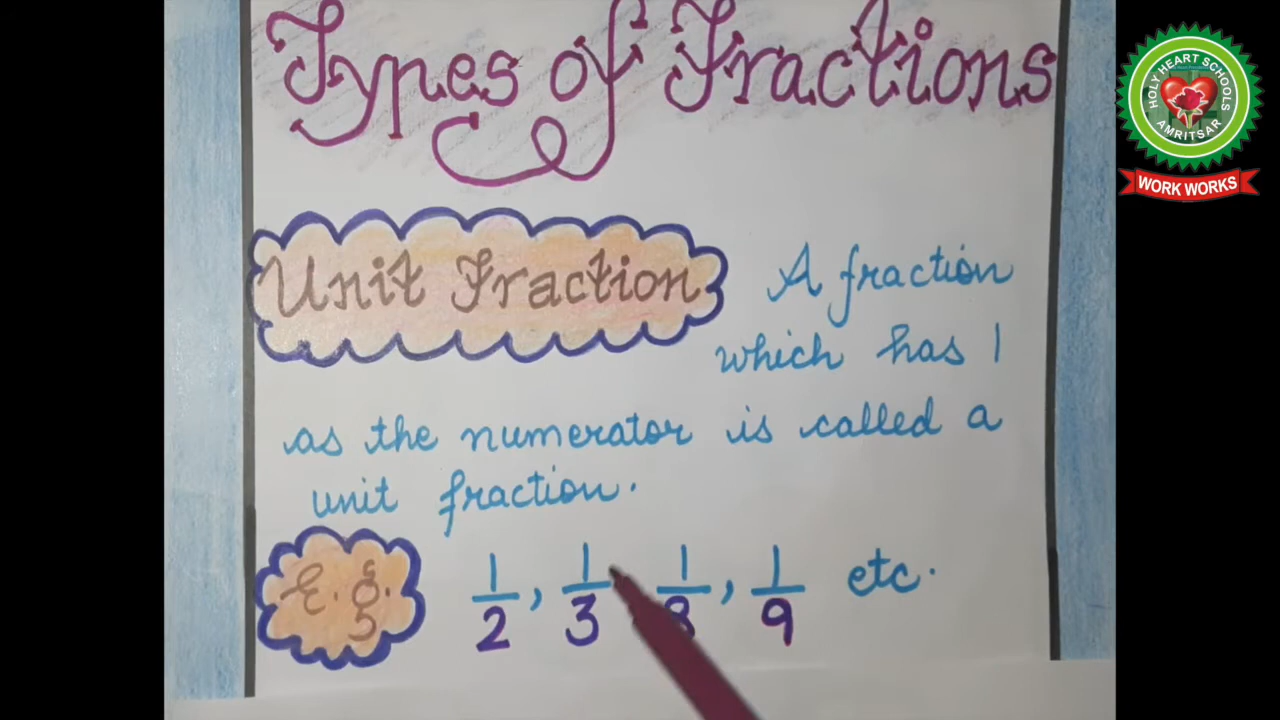 Types of Fractions
HOLY HEART SCHOOLS
AMRITSAR
WORK WORKS
Unit Fraction
A fraction
which has 1
as the numerator is called a
unit fraction.
E.g.
1/2, 1/3 1/8, 1/9 etc.